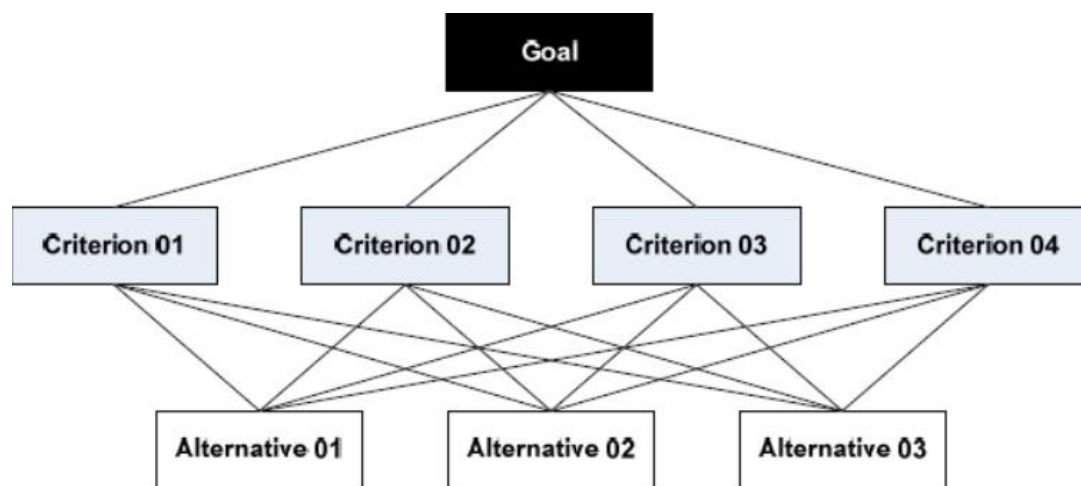 Goal
Criterion 01
Criterion 02
Criterion 03
Criterion 04
Alternative 01
Alternative 02
Alternative 03